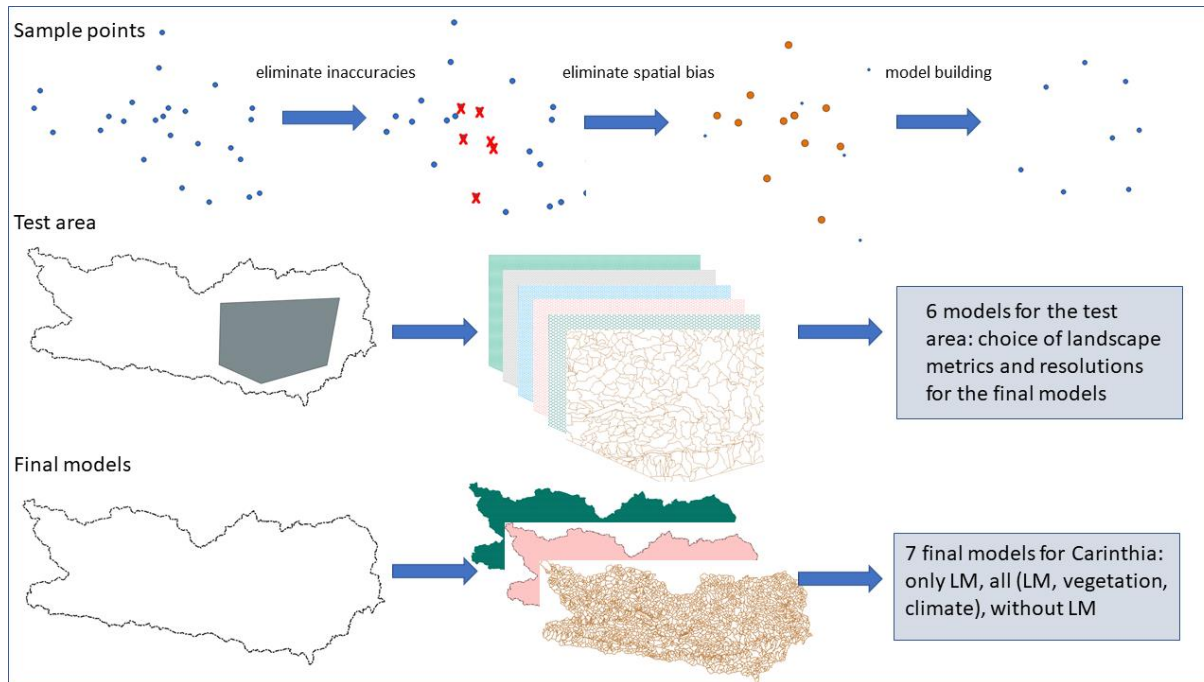 Sample points
eliminate inaccuracies
eliminate spatial bias
model building
Test area
6 models for the test
area: choice of landscape
metrics and resolutions
for the final models
Final models
7 final models for Carinthia:
only LM, all (LM, vegetation,
climate), without LM